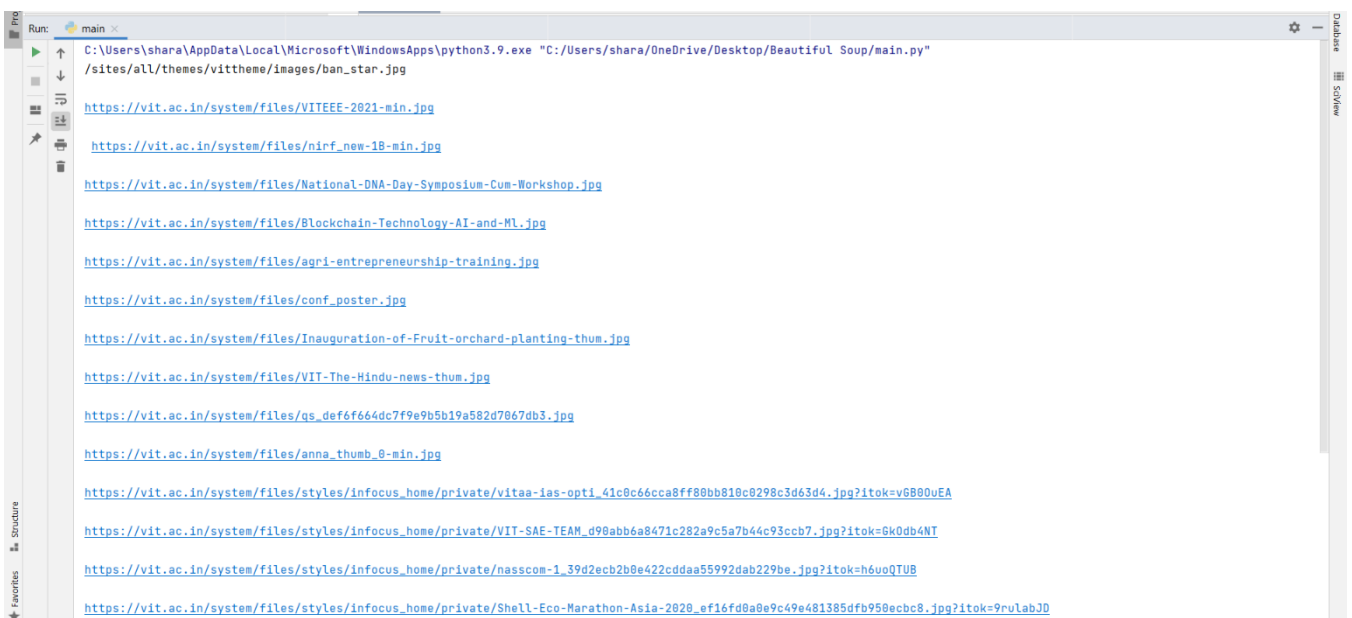 Pro
Run:
main
Database
C:\Users\shara\AppData\Local\Microsoft\WindowsApps\python3.9.exe "C:/Users/shara/OneDrive/Desktop/Beautiful Soup/main.py"
/sites/all/themes/vittheme/images/ban_star.jpg
SciView
https://vit.ac.in/system/files/VITEEE-2021-min.jpg
https://vit.ac.in/system/files/nirf_new-1B-min.jpg
https://vit.ac.in/system/files/National-DNA-Day-Symposium-Cum-Workshop.jpg
https://vit.ac.in/system/files/Blockchain-Technology-AI-and-Ml.jpg
https://vit.ac.in/system/files/agri-entrepreneurship-training.jpg
https://vit.ac.in/system/files/conf_poster.jpg
https://vit.ac.in/system/files/Inauguration-of-Fruit-orchard-planting-thum.jpg
https://vit.ac.in/system/files/VIT-The-Hindu-news-thum.jpg
https://vit.ac.in/system/files/qs_def6f664dc7f9e9b5b19a582d7067db3.jpg
https://vit.ac.in/system/files/anna_thumb_0-min.jpg
https://vit.ac.in/system/files/styles/infocus_home/private/vitaa-ias-opti_41c0c66cca8ff80bb810c0298c3d63d4.jpg?itok=vGB0OuEA
https://vit.ac.in/system/files/styles/infocus_home/private/VIT-SAE-TEAM_d90abb6a8471c282a9c5a7b44c93ccb7.jpg?itok=GkOdb4NT
https://vit.ac.in/system/files/styles/infocus_home/private/nasscom-1_39d2ecb2b0e422cddaa55992dab229be.jpg?itok=h6uoQTUB
https://vit.ac.in/system/files/styles/infocus_home/private/Shell-Eco-Marathon-Asia-2020_ef16fd0a0e9c49e481385dfb950ecbc8.jpg?itok=9rulabJD
Structure
Favorites